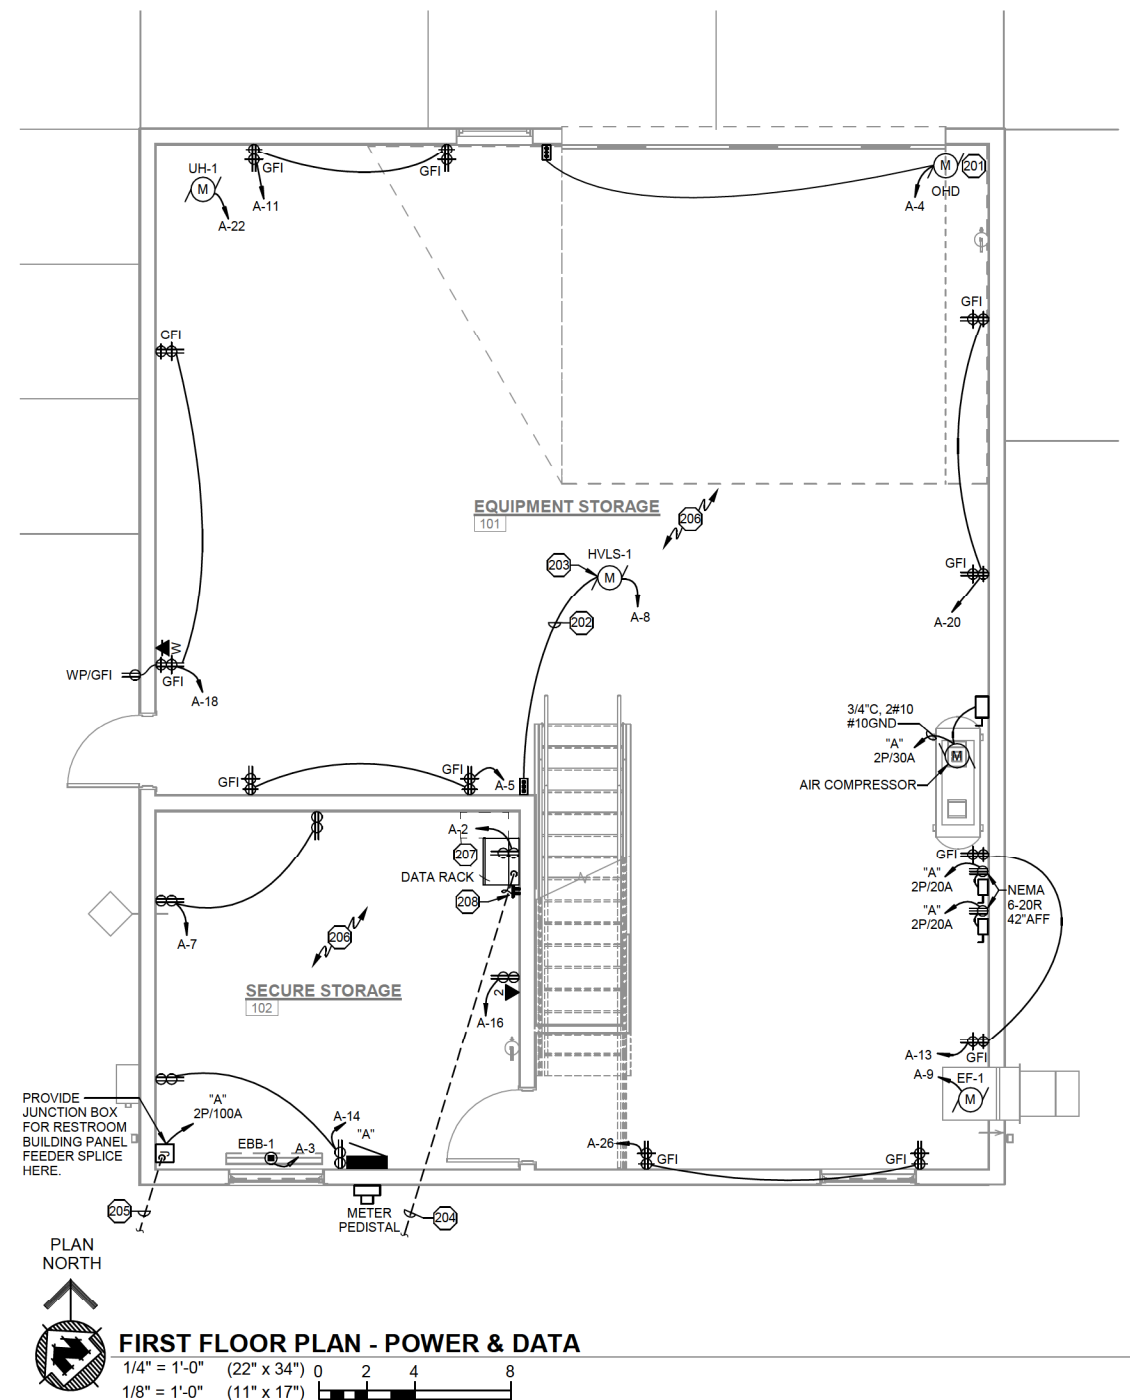 UH-1
M
A-22
GFI
A-11
GFI
M
201
OHD
A-4
GFI
GFI
EQUIPMENT STORAGE
101
206
HVLS-1
203
M
A-8
202
GFI
A-20
W
WP/GFI
GFI
A-18
3/4"C, 2#10
#10GND
"A"
2P/30A
M
AIR COMPRESSOR
GFI
GFI
A-5
A-2
207
DATA RACK
208
GFI
"A"
2P/20A
"A"
2P/20A
NEMA
6-20R
42"AFF
A-7
206
SECURE STORAGE
102
2
A-16
A-13
GFI
A-9
EF-1
M
PROVIDE
JUNCTION BOX
FOR RESTROOM
BUILDING PANEL
FEEDER SPLICE
HERE.
"A"
2P/100A
J
EBB-1
A-3
A-14
"A"
A-26
GFI
GFI
205
METER
PEDISTAL
204
PLAN
NORTH
N
FIRST FLOOR PLAN - POWER & DATA
1/4" = 1'-0" (22" x 34")
1/8" = 1'-0" (11" x 17")
0 2 4 8